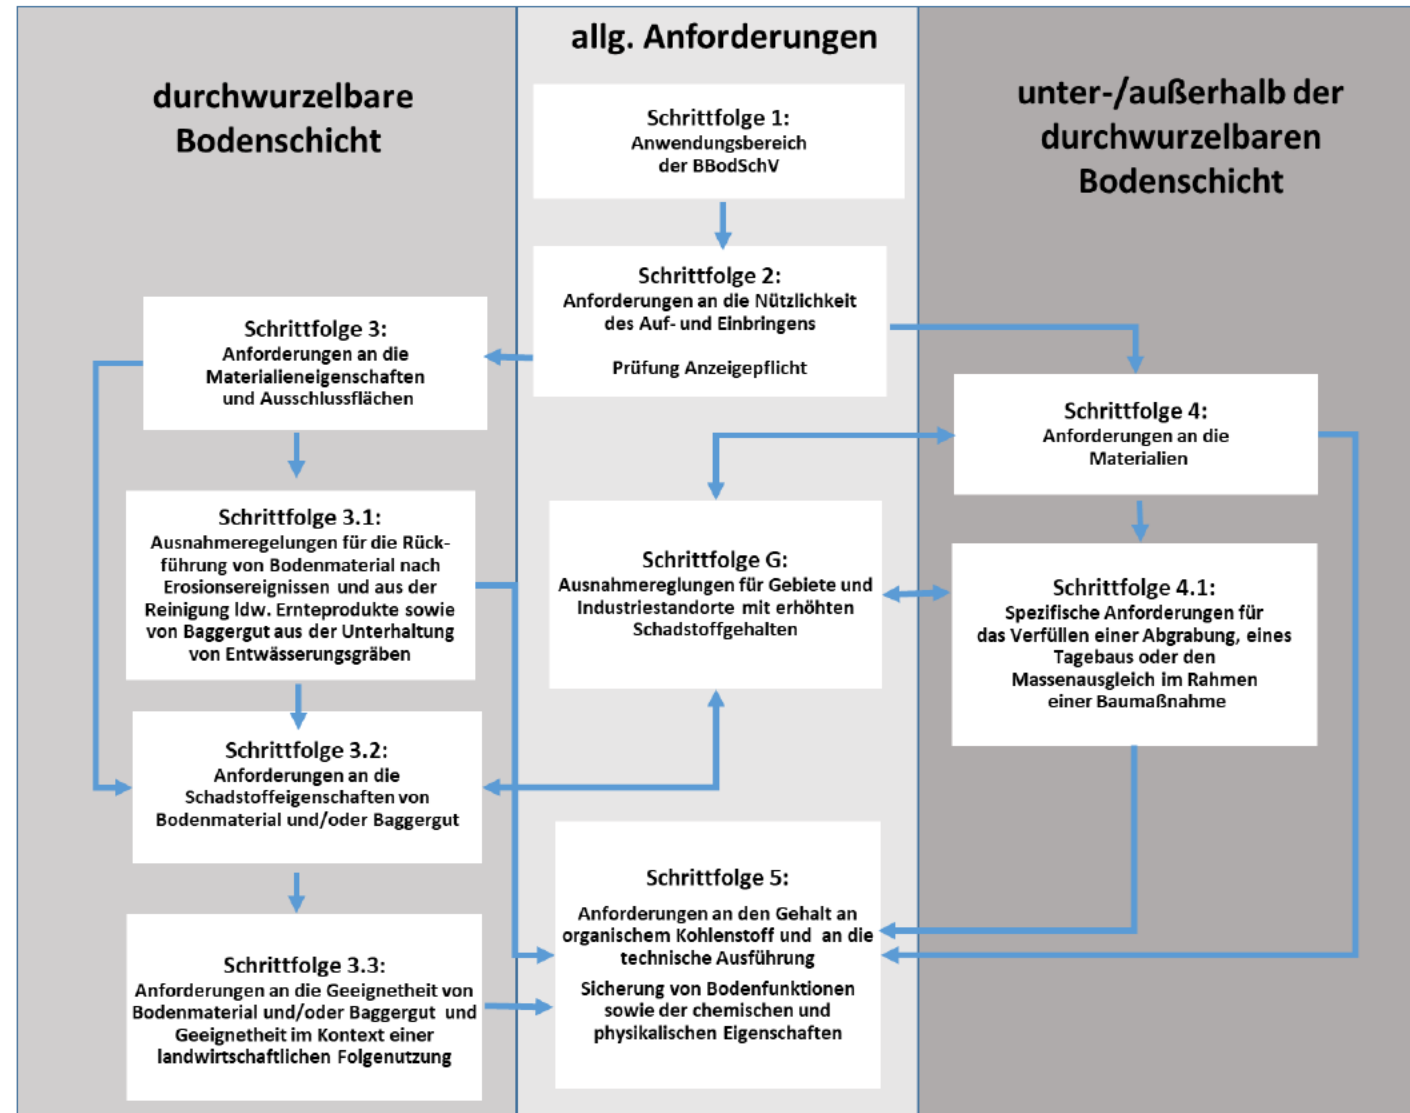 allg. Anforderungen
durchwurzelbare
Bodenschicht
unter-/außerhalb der
durchwurzelbaren
Bodenschicht
Schrittfolge 1:
Anwendungsbereich
der BBodSchV
Schrittfolge 2:
Anforderungen an die Nützlichkeit
des Auf- und Einbringens
Prüfung Anzeigepflicht
Schrittfolge 3:
Anforderungen an die
Materialieneigenschaften
und Ausschlussflächen
Schrittfolge 4:
Anforderungen an die
Materialien
Schrittfolge 3.1:
Ausnahmeregelungen für die Rück-
führung von Bodenmaterial nach
Erosionsereignissen und aus der
Reinigung ldw. Ernteprodukte sowie
von Baggergut aus der Unterhaltung
von Entwässerungsgräben
Schrittfolge G:
Ausnahmereglungen für Gebiete und
Industriestandorte mit erhöhten
Schadstoffgehalten
Schrittfolge 4.1:
Spezifische Anforderungen für
das Verfüllen einer Abgrabung, eines
Tagebaus oder den
Massenausgleich im Rahmen
einer Baumaßnahme
Schrittfolge 3.2:
Anforderungen an die
Schadstoffeigenschaften von
Bodenmaterial und/oder Baggergut
Schrittfolge 5:
Anforderungen an den Gehalt an
organischem Kohlenstoff und an die
technische Ausführung
Sicherung von Bodenfunktionen
sowie der chemischen und
physikalischen Eigenschaften
Schrittfolge 3.3:
Anforderungen an die Geeignetheit von
Bodenmaterial und/oder Baggergut und
Geeignetheit im Kontext einer
landwirtschaftlichen Folgenutzung